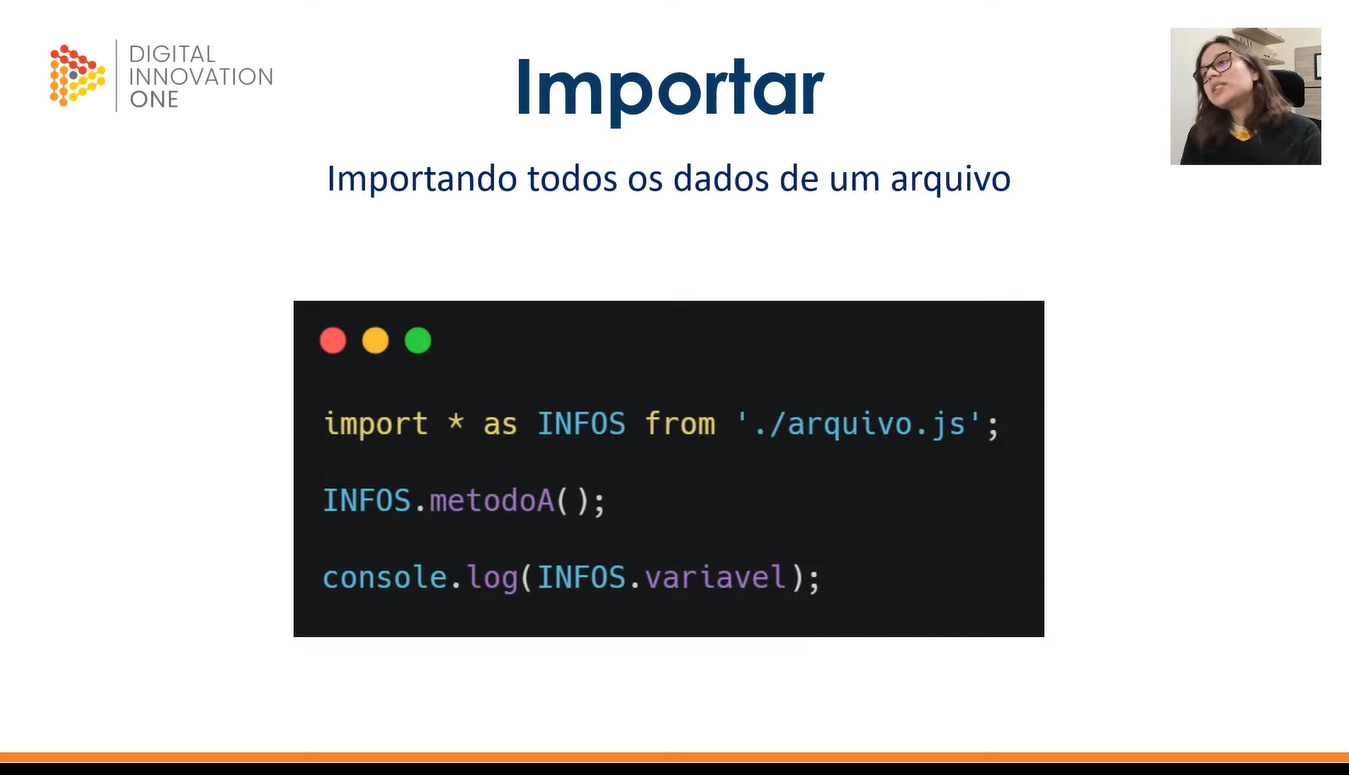 DIGITAL
INNOVATION
ONE
Importar
Importando todos os dados de um arquivo
import * as INFOS from './arquivo.js';
INFOS.metodoA();
console.log(INFOS.variavel);